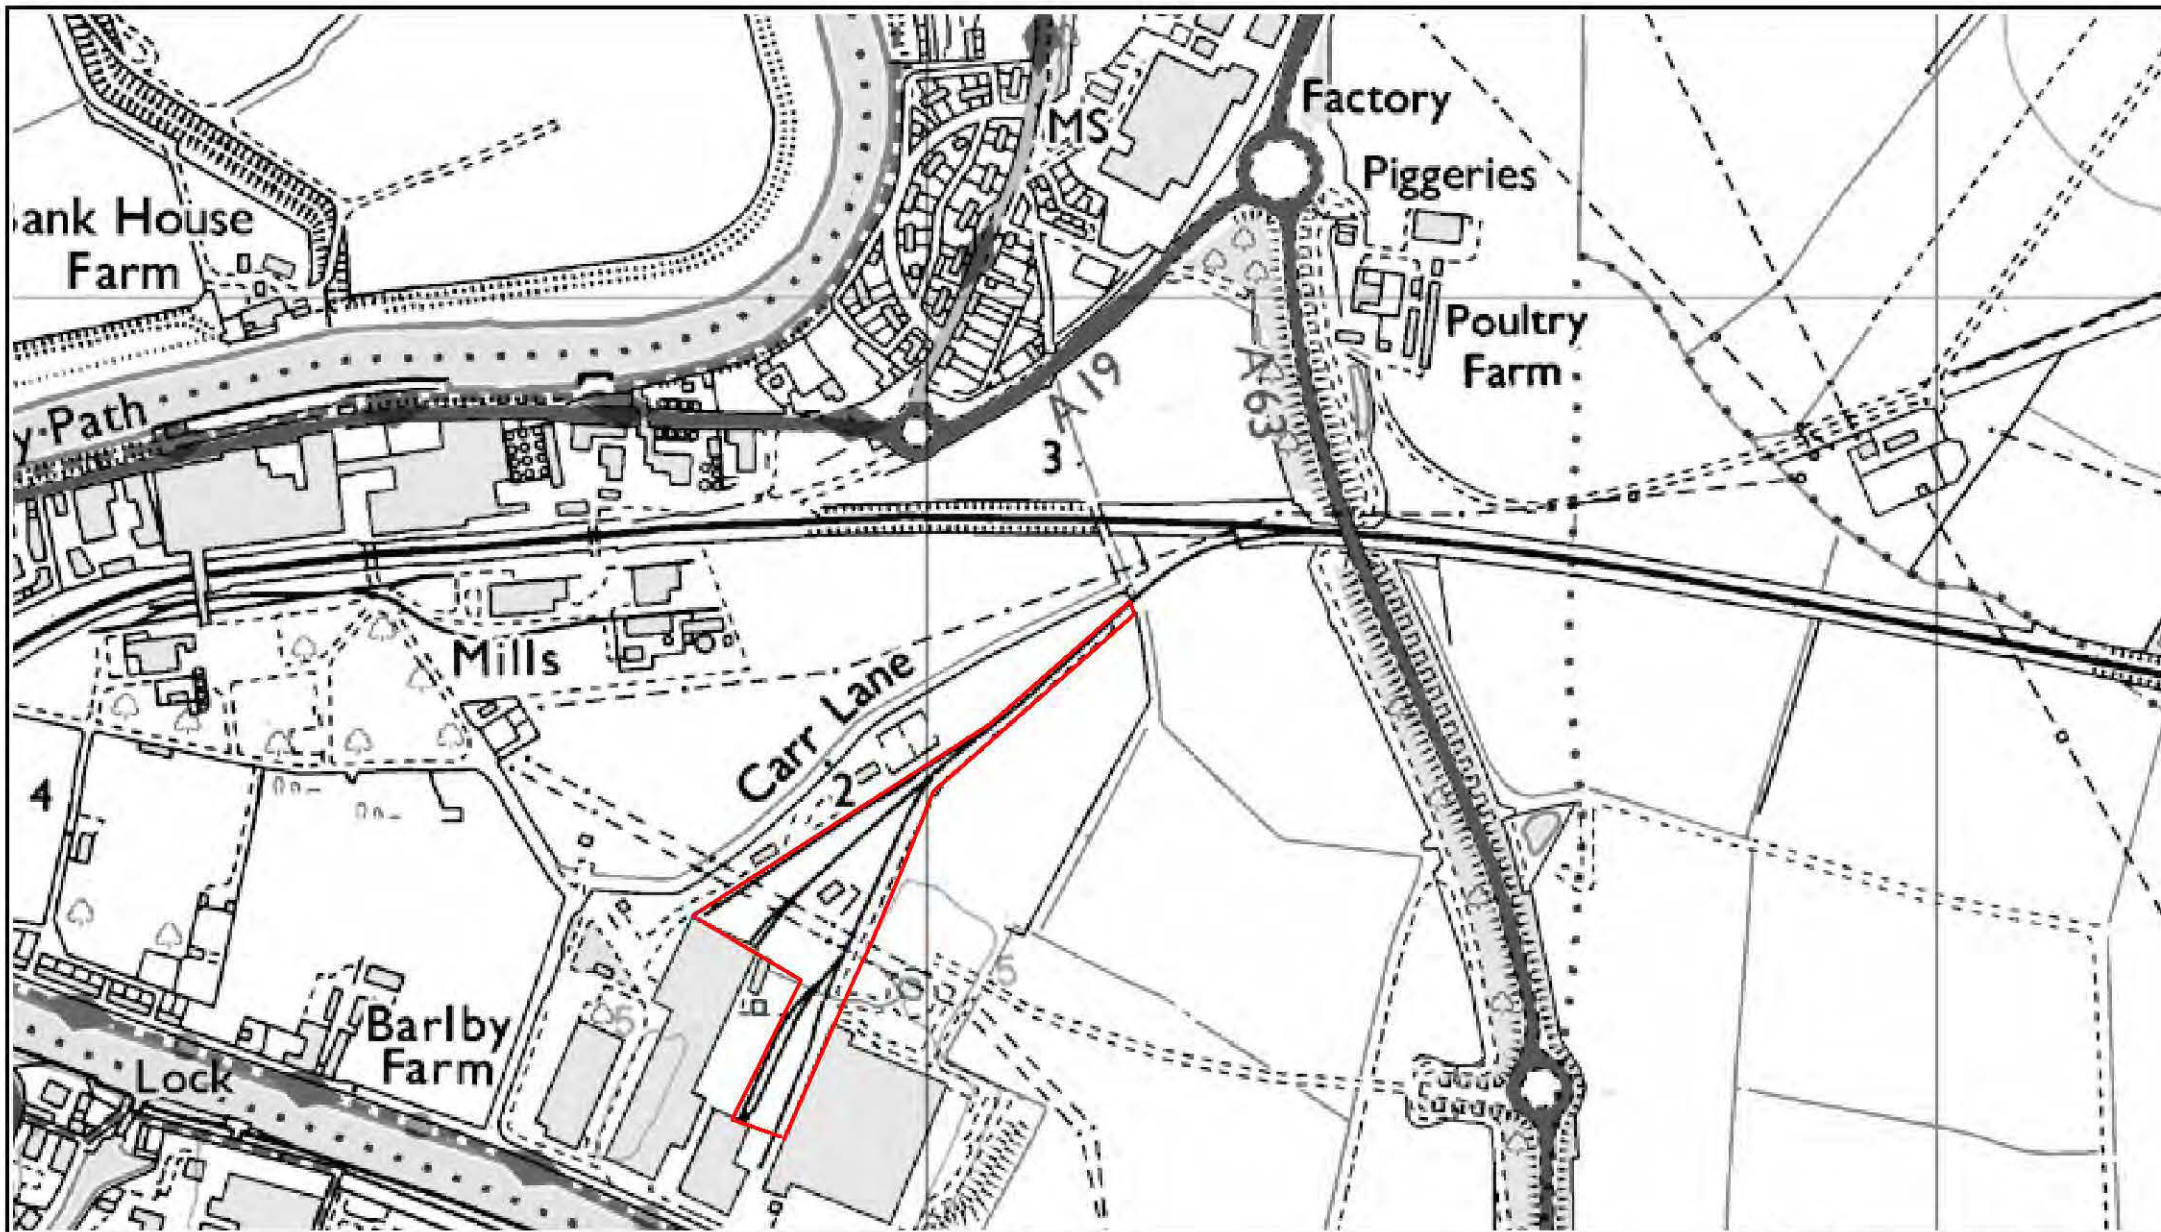 Factory
MS
Piggeries
ank House
Farm
Poultry
Farm
A19
A63
y Path
3
Mills
Carr Lane
2
4
5
5
Barlby
Farm
Lock